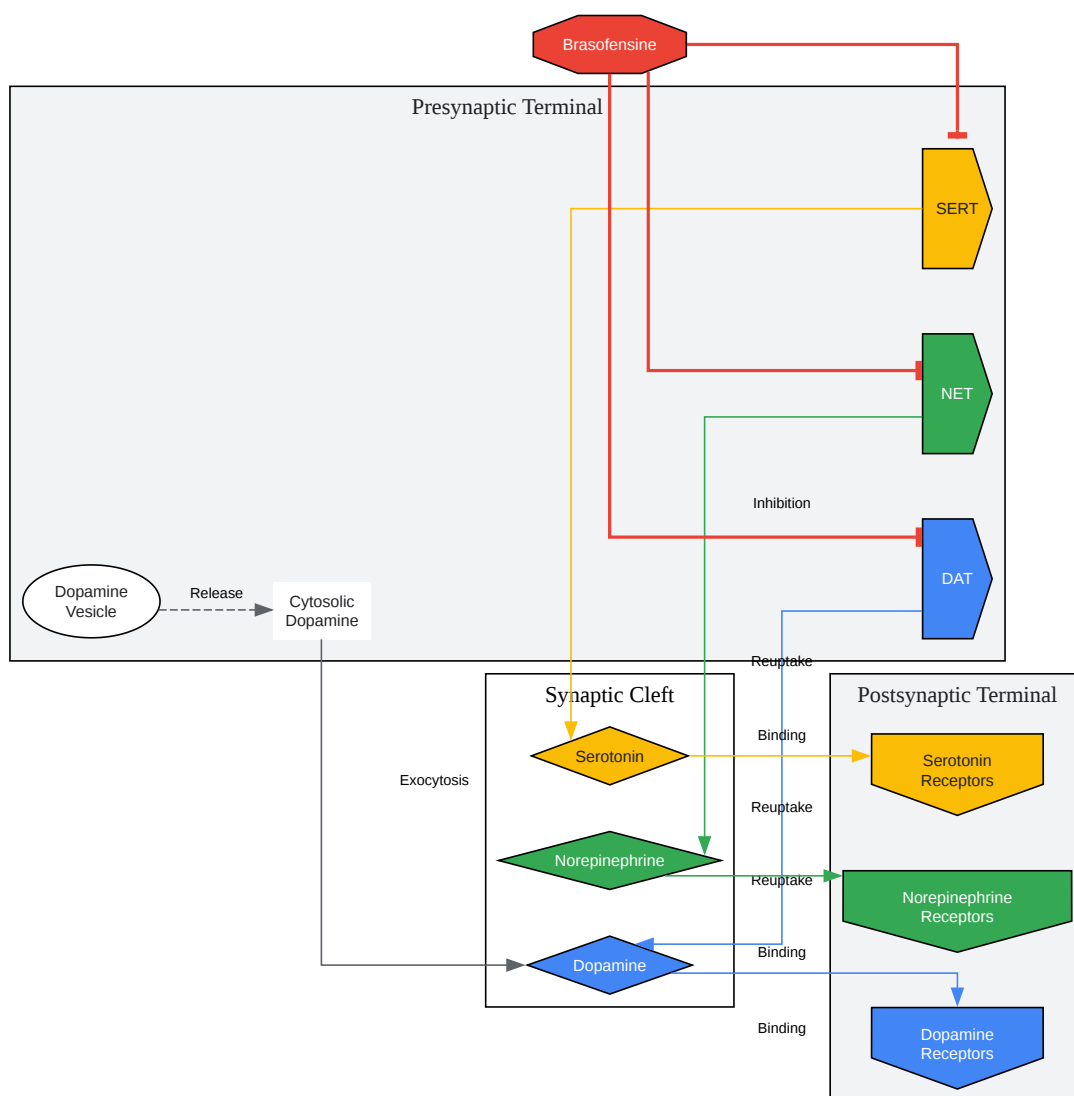 Brasofensine
Presynaptic Terminal
SERT
NET
Inhibition
DAT
Dopamine
Vesicle
Release
Cytosolic
Dopamine
Reuptake
Synaptic Cleft
Postsynaptic Terminal
Binding
Serotonin
Serotonin
Receptors
Exocytosis
Reuptake
Norepinephrine
Reuptake
Norepinephrine
Receptors
Binding
Dopamine
Binding
Dopamine
Receptors